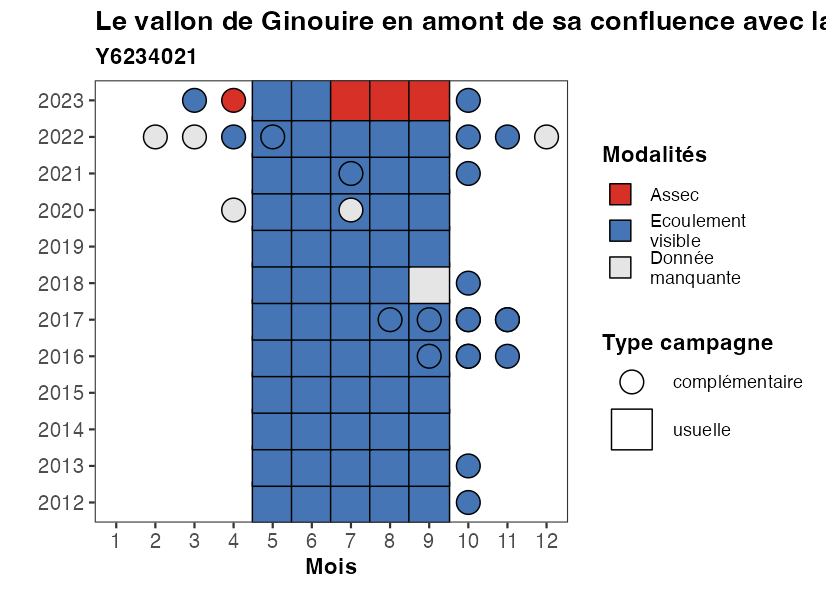 Le vallon de Ginouire en amont de sa confluence avec la
Y6234021
2023
2022
2021
2020
2019
2018
2017
2016
2015
2014
2013
2012
1 2 3 4 5 6 7 8 9 10 11 12
Mois
Modalités
Assec
Ecoulement
visible
Donnée
manquante
Type campagne
complémentaire
usuelle